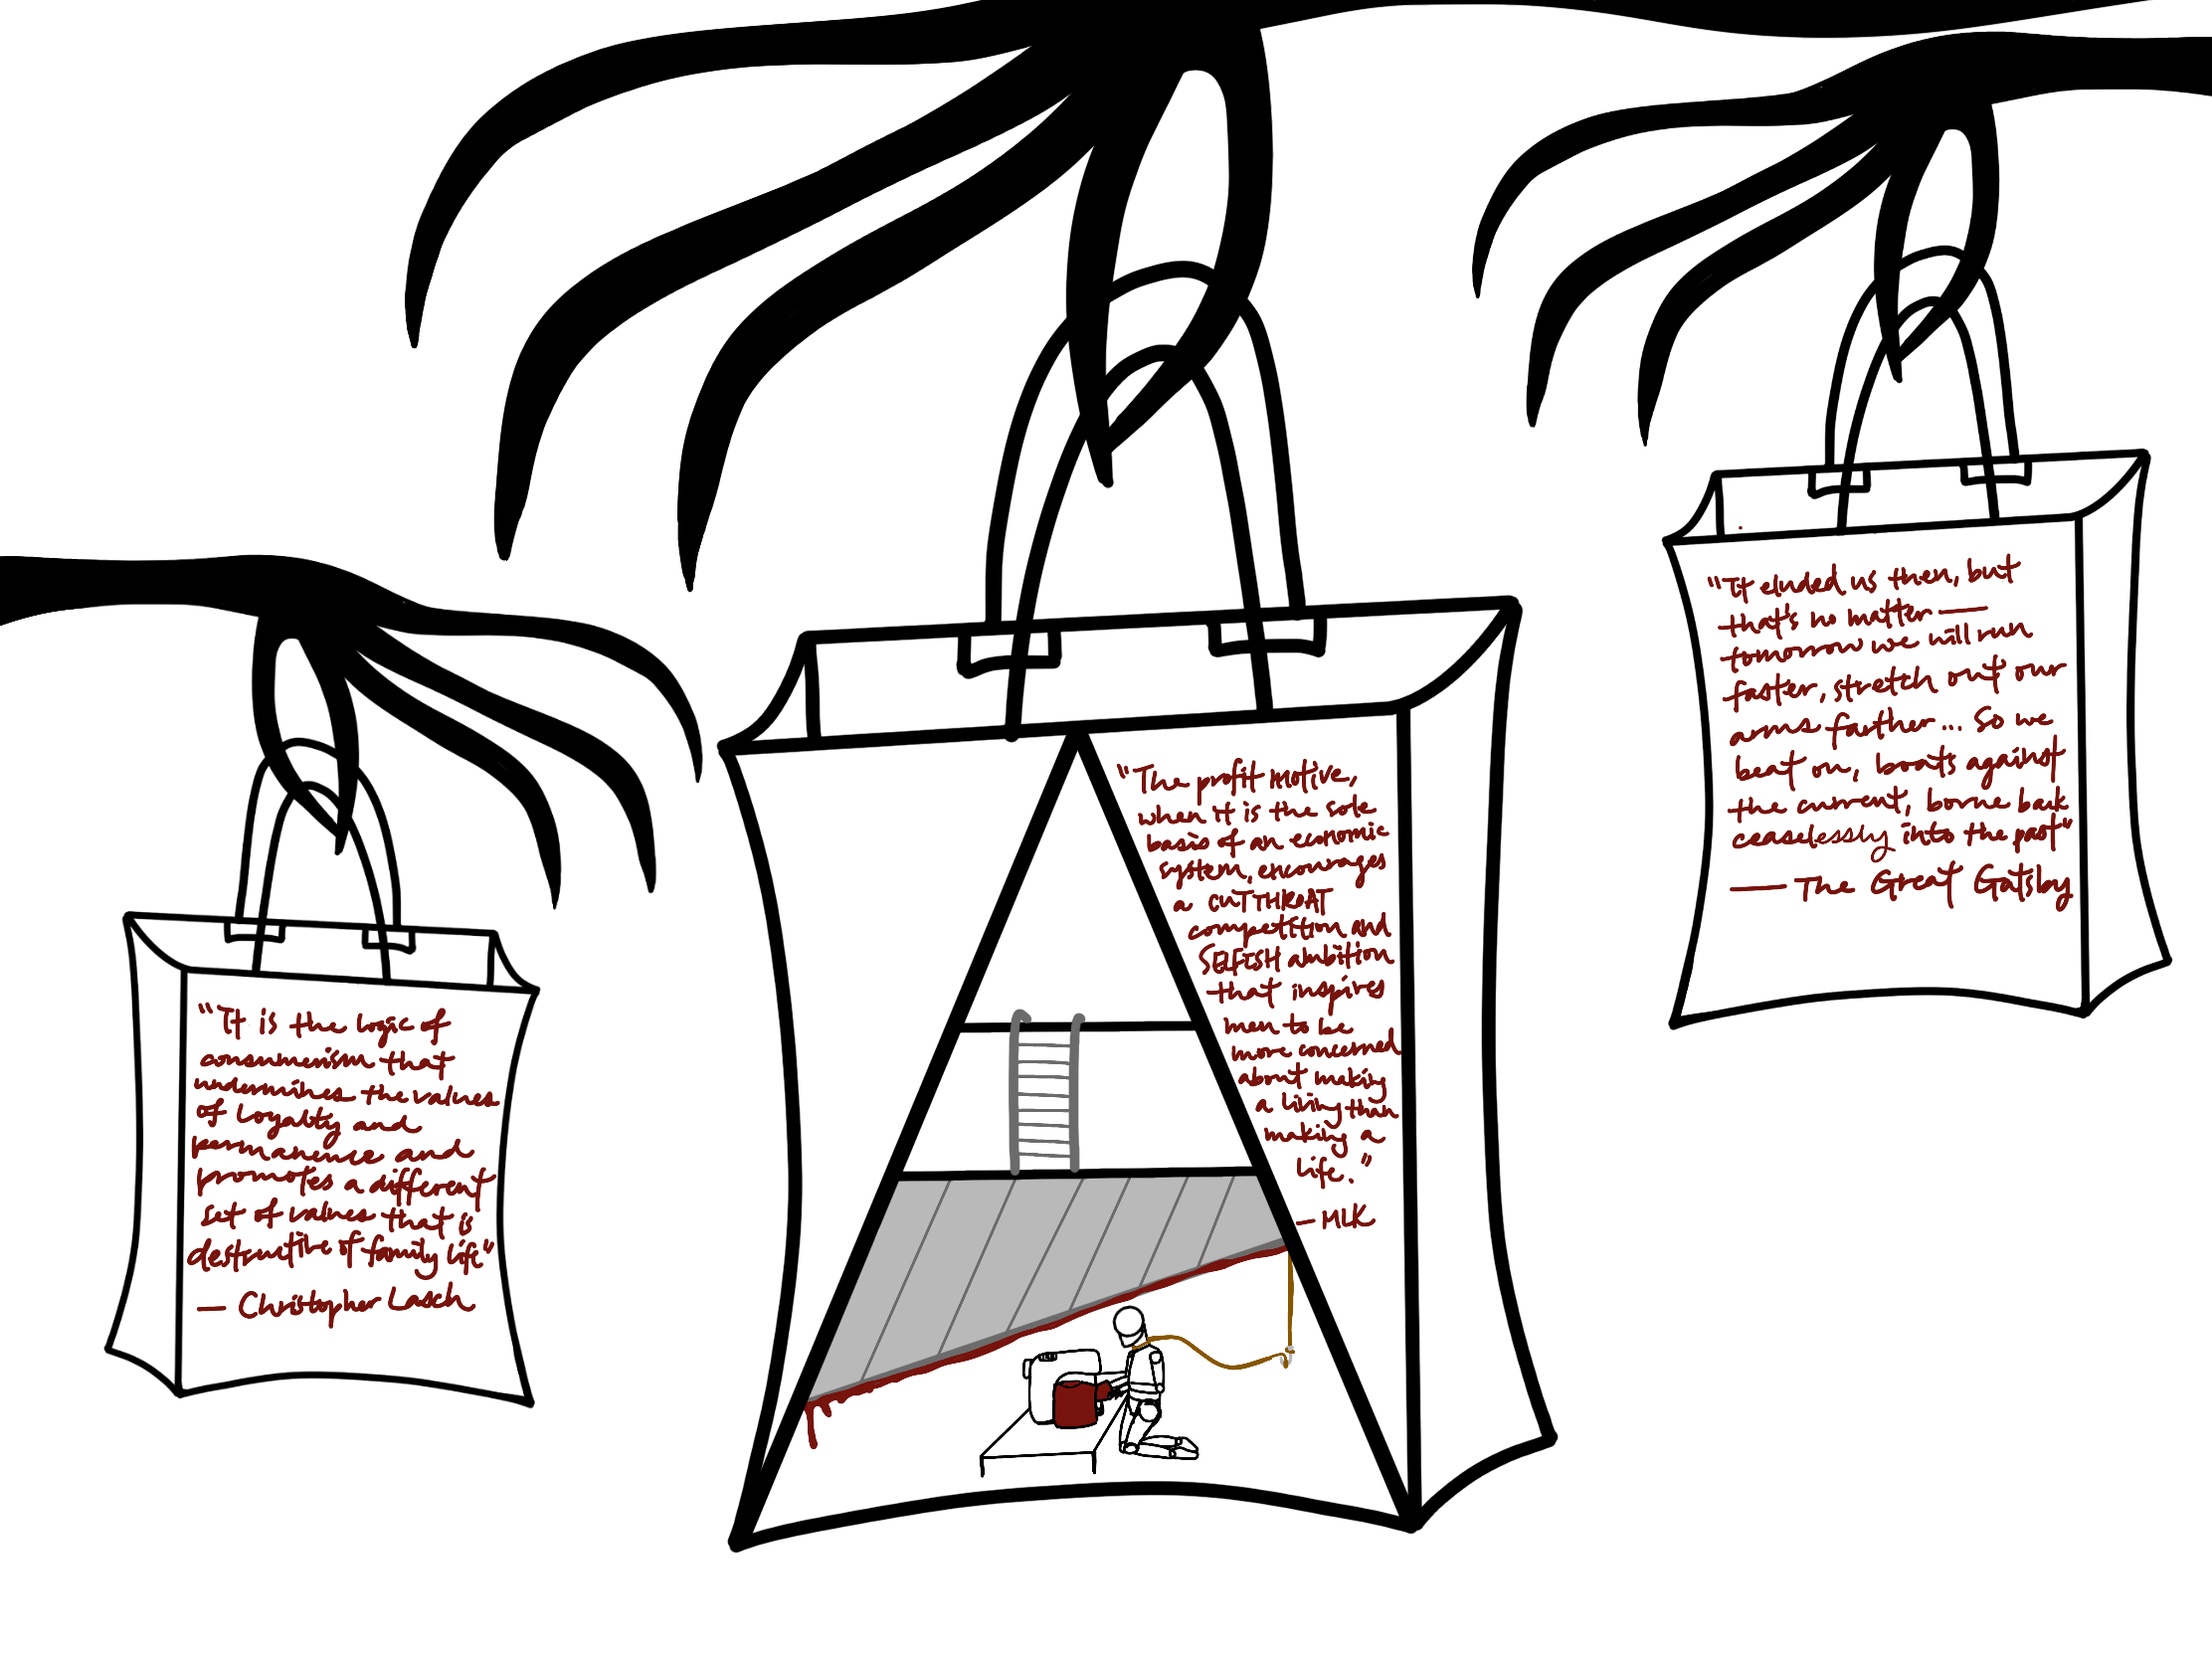 "It is the logic of
consumerism that
undermines the values
of loyalty and
permanence and
promotes a different
set of values that is
destructive of family life"
— Christopher Lasch
"The profit motive,
when it is the sole
basis of an economic
system, encourages
a CUTTHROAT
competition and
SELFISH ambition
that inspires
men to be
more concerned
about making
a living than
making a
life."
— MLK
"It eluded us then, but
that's no matter —
tomorrow we will run
faster, stretch out our
arms farther... So we
beat on, boats against
the current, borne back
ceaselessly into the past"
— The Great Gatsby